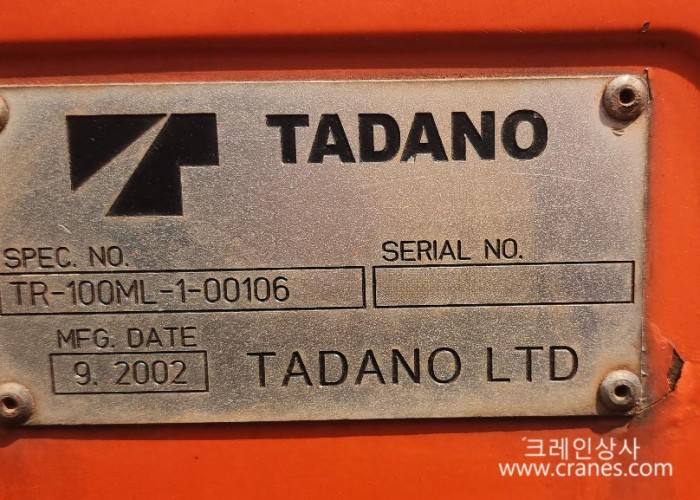 TADANO
SPEC. NO.
SERIAL NO.
TR-100ML-1-00106
MFG. DATE
9. 2002
TADANO LTD
크레인상사
www.cranes.com